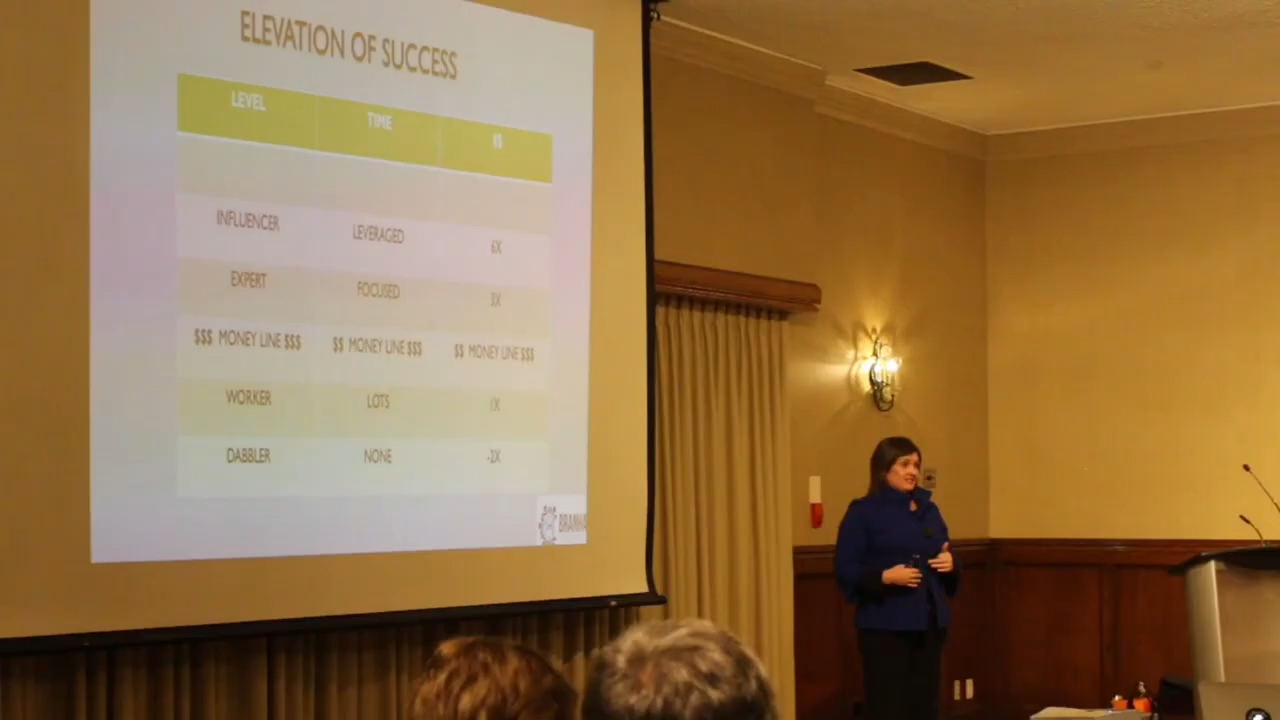 ELEVATION OF SUCCESS
LEVEL TIME $$
INFLUENCER LEVERAGED 6X
EXPERT FOCUSED 3X
$$$ MONEY LINE $$$ $$ MONEY LINE $$$ $$ MONEY LINE $$$
WORKER LOTS 1X
DABBLER NONE -2X